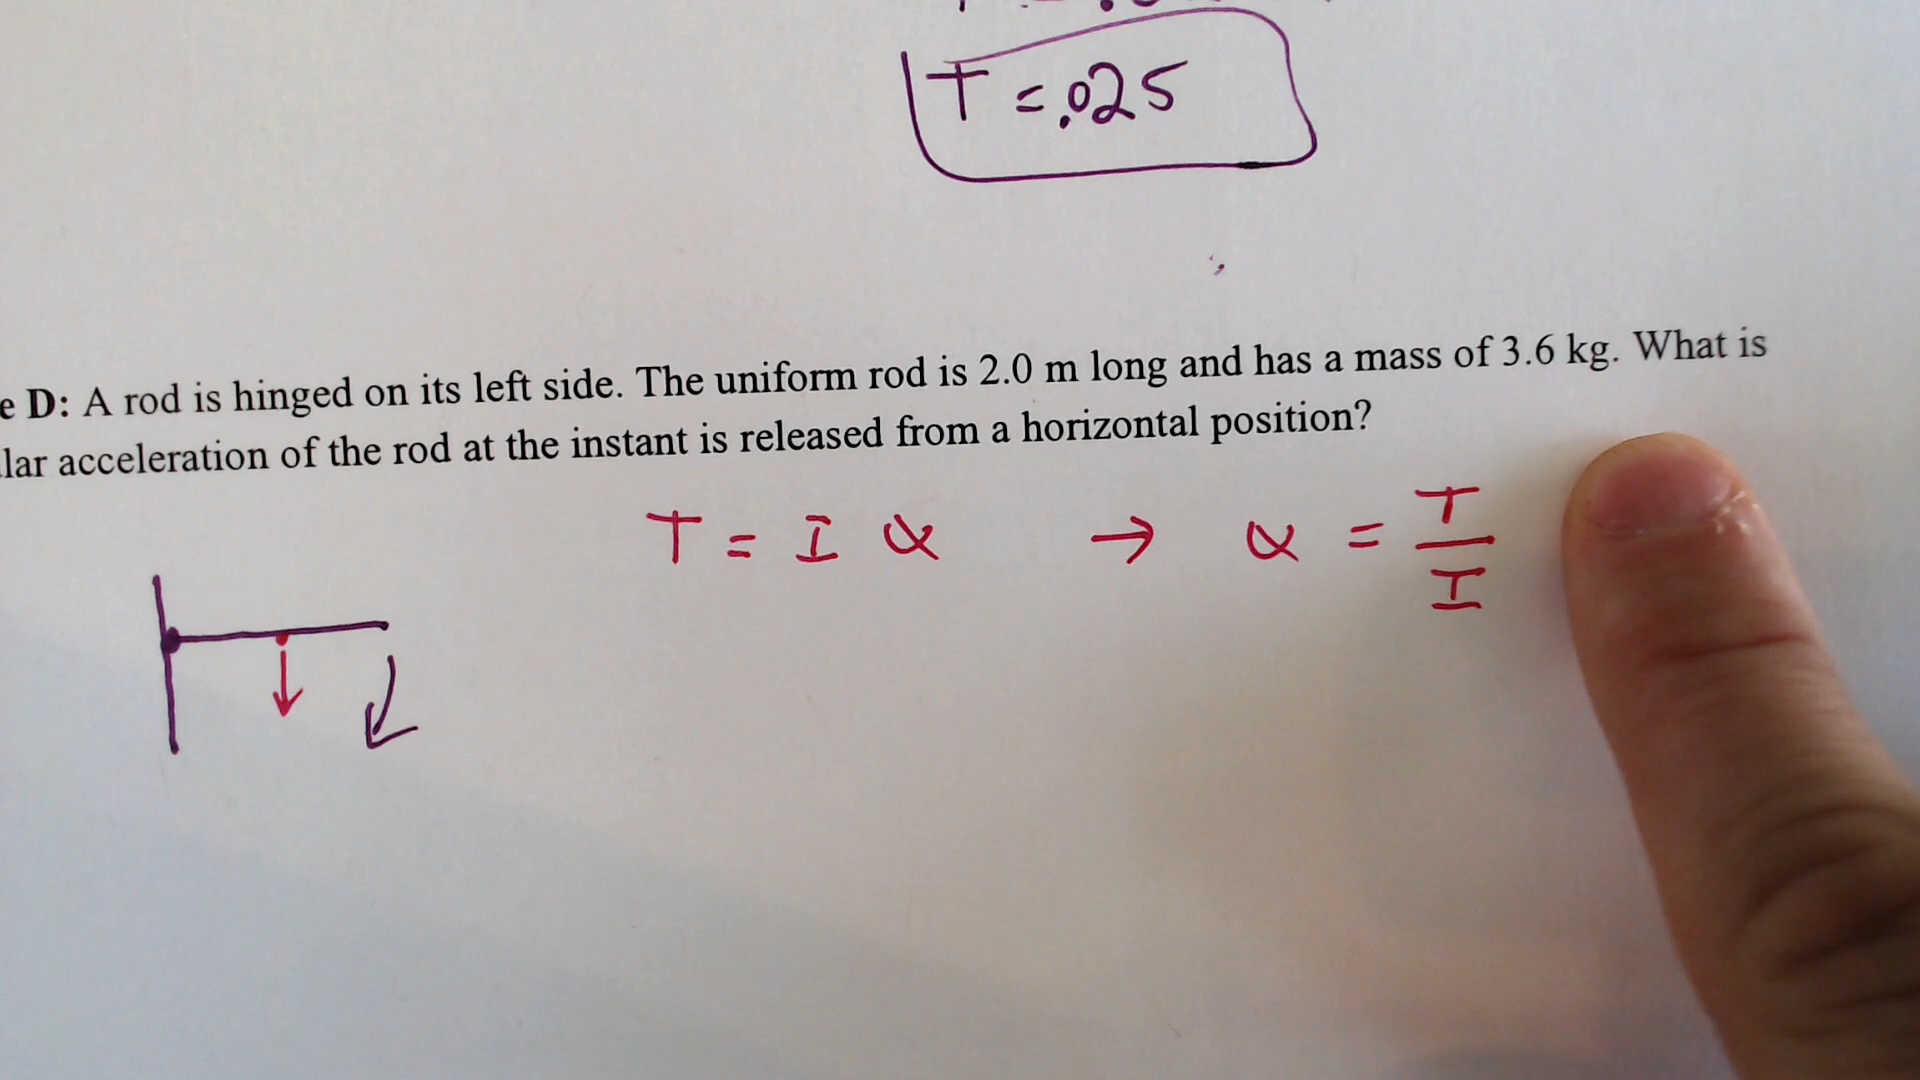 T = .025
D: A rod is hinged on its left side. The uniform rod is 2.0 m long and has a mass of 3.6 kg. What is
acceleration of the rod at the instant is released from a horizontal position?
T = I α → α = T / I